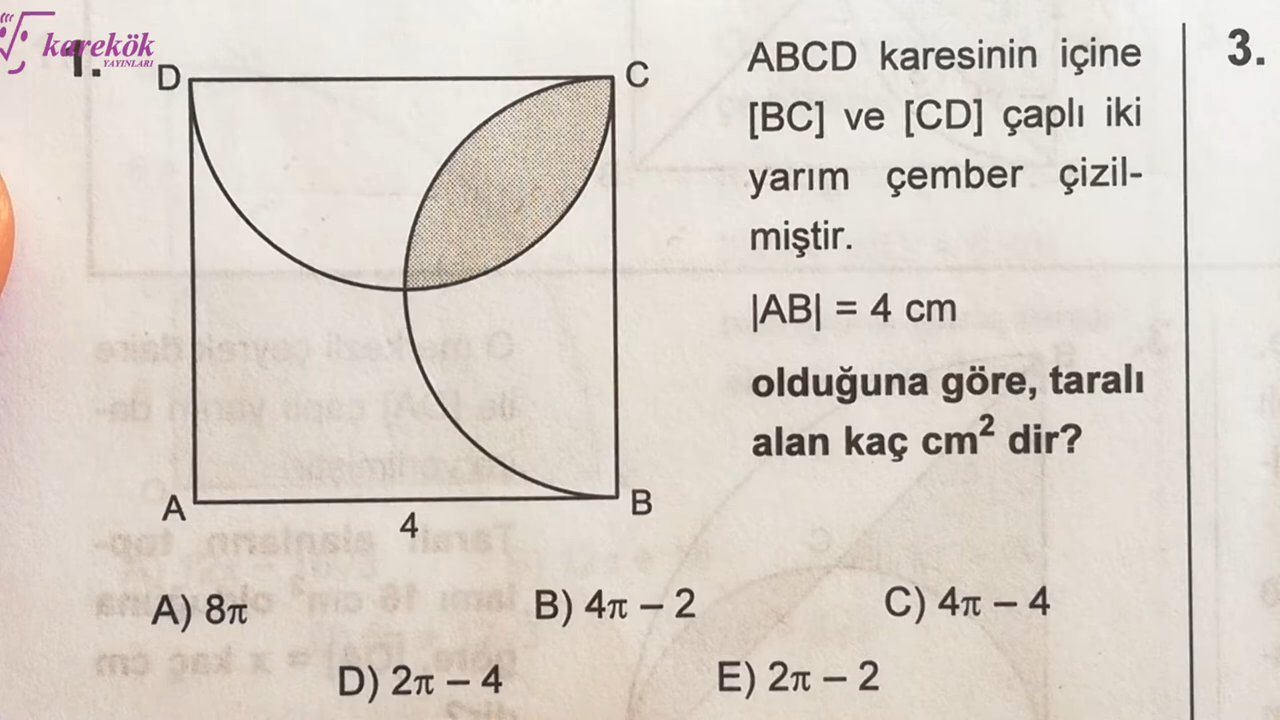 karekök
YAYINLARI
1.
D
C
A
B
4
ABCD karesinin içine
[BC] ve [CD] çaplı iki
yarım çember çizil-
miştir.
|AB| = 4 cm
olduğuna göre, taralı
alan kaç cm² dir?
A) 8π
B) 4π – 2
C) 4π – 4
D) 2π – 4
E) 2π – 2
3.